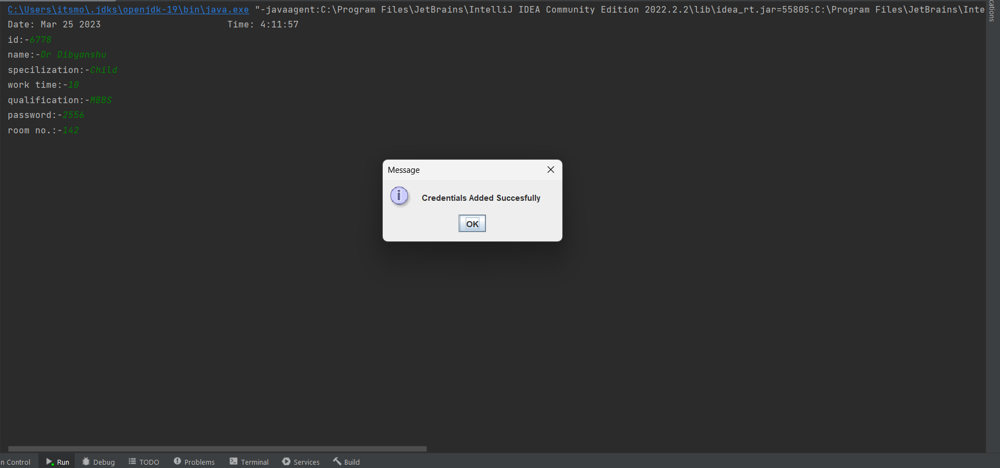 C:\Users\itsmo\.jdks\openjdk-19\bin\java.exe "-javaagent:C:\Program Files\JetBrains\IntelliJ IDEA Community Edition 2022.2.2\lib\idea_rt.jar=55805:C:\Program Files\JetBrains\Inte
cations
Date: Mar 25 2023 Time: 4:11:57
id:-6778
name:-Dr Dibyanshu
specilization:-Child
work time:-10
qualification:-MBBS
password:-2556
room no.:-142
Message
Credentials Added Succesfully
OK
n Control Run Debug TODO Problems Terminal Services Build